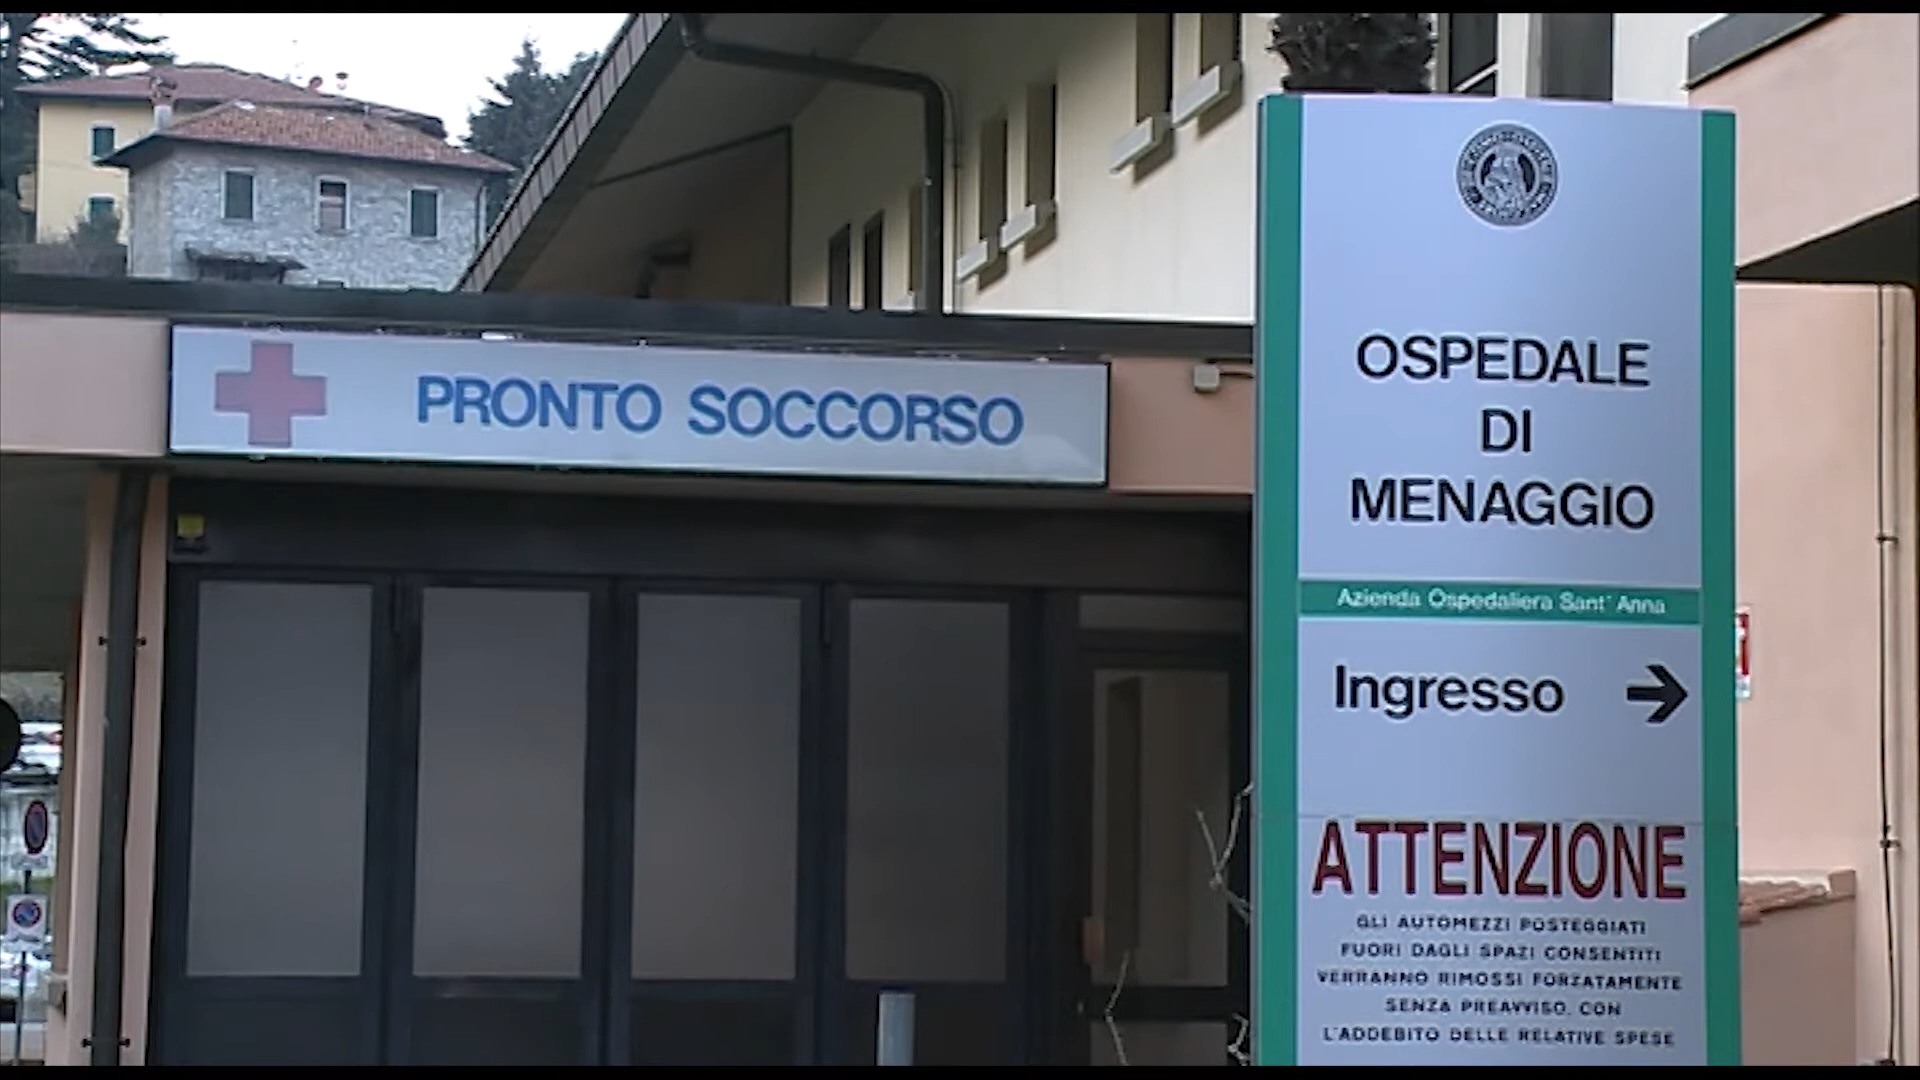 PRONTO SOCCORSO
OSPEDALE
DI
MENAGGIO
Azienda Ospedaliera Sant' Anna
Ingresso →
ATTENZIONE
GLI AUTOMEZZI POSTEGGIATI
FUORI DAGLI SPAZI CONSENTITI
VERRANNO RIMOSSI FORZATAMENTE
SENZA PREAVVISO, CON
L'ADDEBITO DELLE RELATIVE SPESE